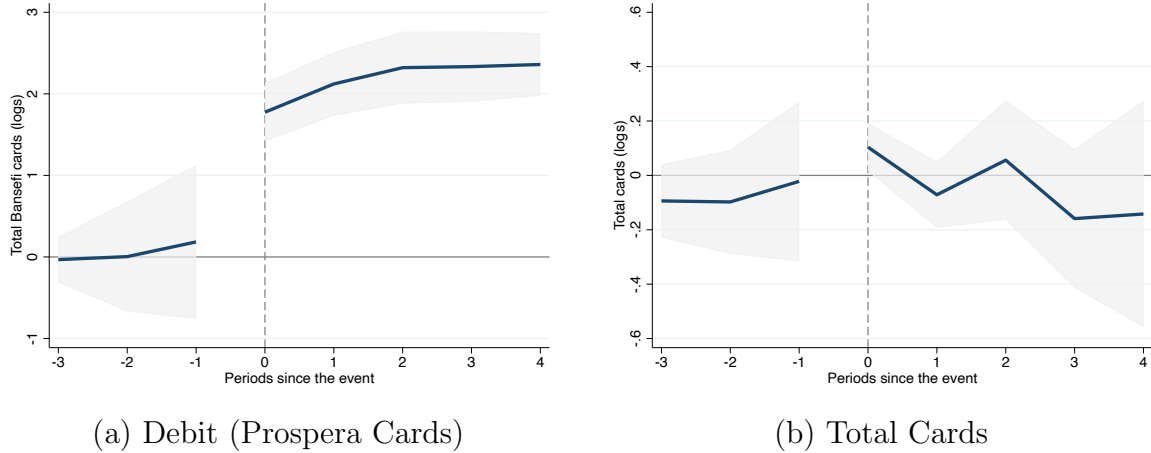 Total Bansefi cards (logs)
3
2
1
0
-1
-3 -2 -1 0 1 2 3 4
Periods since the event
(a) Debit (Prospera Cards)
Total cards (logs)
.6
.4
.2
0
-.2
-.4
-.6
-3 -2 -1 0 1 2 3 4
Periods since the event
(b) Total Cards